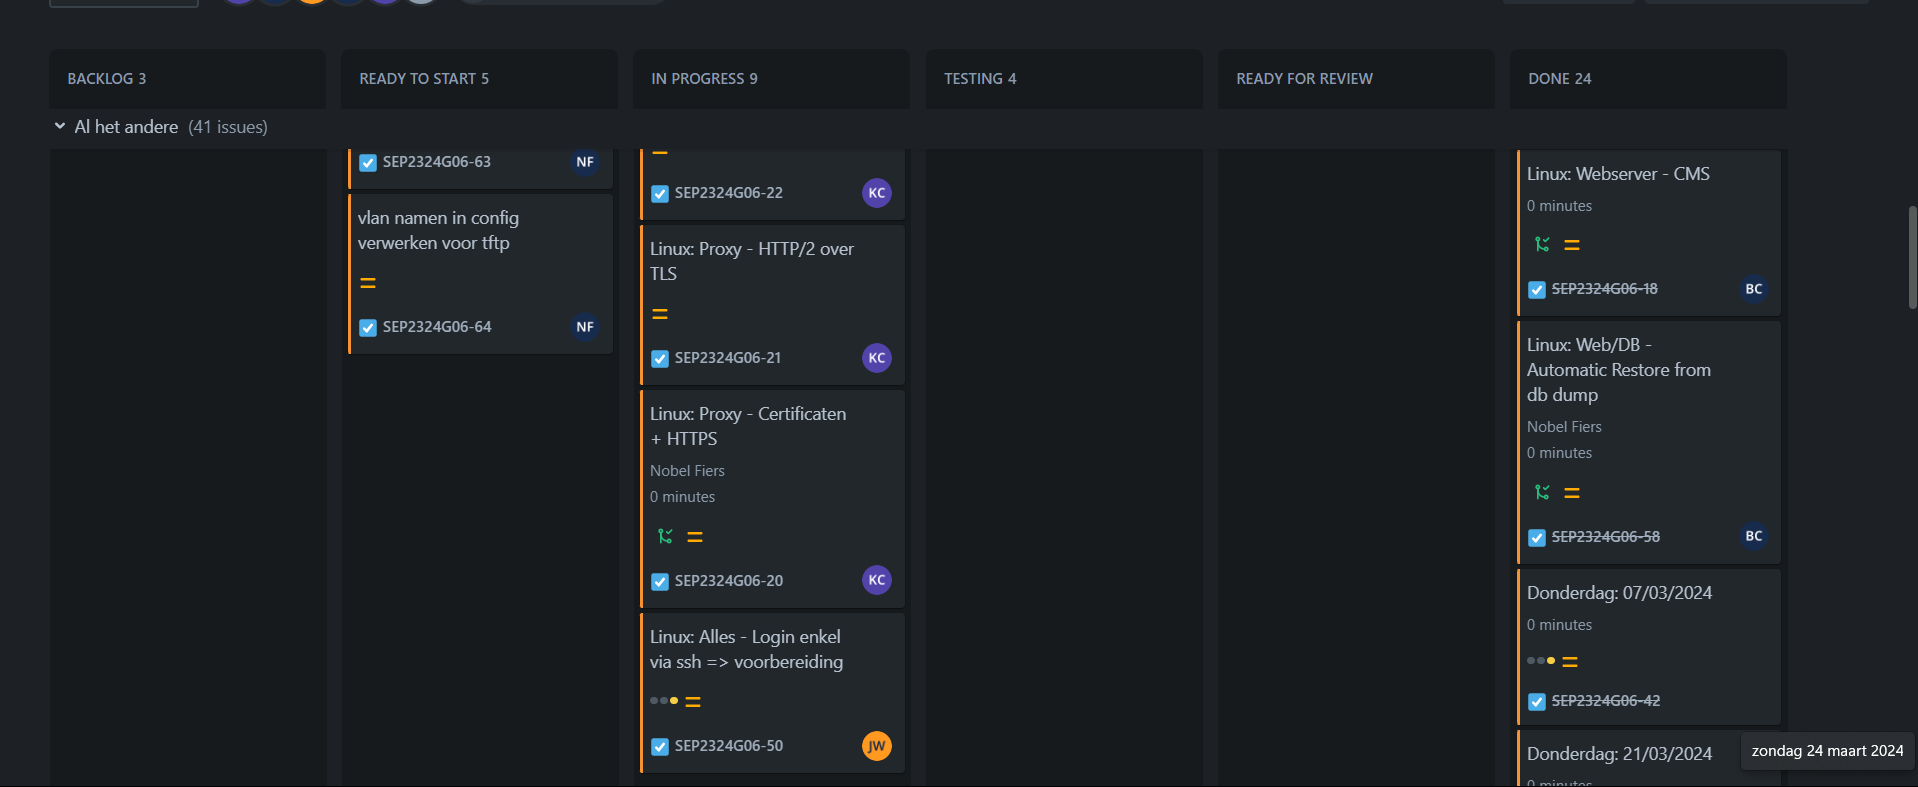 BACKLOG 3
READY TO START 5
IN PROGRESS 9
TESTING 4
READY FOR REVIEW
DONE 24
Al het andere (41 issues)
SEP2324G06-63
NF
vlan namen in config
verwerken voor tftp
SEP2324G06-64
NF
SEP2324G06-22
KC
Linux: Proxy - HTTP/2 over
TLS
SEP2324G06-21
KC
Linux: Proxy - Certificaten
+ HTTPS
Nobel Fiers
0 minutes
SEP2324G06-20
KC
Linux: Alles - Login enkel
via ssh => voorbereiding
SEP2324G06-50
JW
Linux: Webserver - CMS
0 minutes
SEP2324G06-18
BC
Linux: Web/DB -
Automatic Restore from
db dump
Nobel Fiers
0 minutes
SEP2324G06-58
BC
Donderdag: 07/03/2024
0 minutes
SEP2324G06-42
Donderdag: 21/03/2024
0 minutes
zondag 24 maart 2024